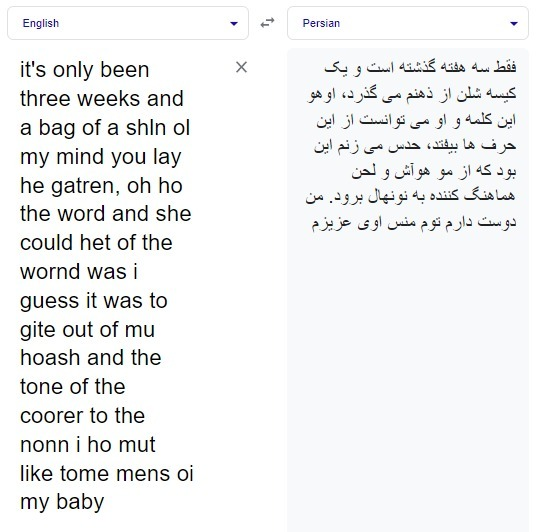 English
Persian
it's only been
three weeks and
a bag of a shln ol
my mind you lay
he gatren, oh ho
the word and she
could het of the
wornd was i
guess it was to
gite out of mu
hoash and the
tone of the
coorer to the
nonn i ho mut
like tome mens oi
my baby
فقط سه هفته گذشته است و یک
کیسه شلن از ذهنم می گذرد، اوهو
این کلمه و او می توانست از این
حرف ها بیفتد، حدس می زنم این
بود که از مو هوآش و لحن
هماهنگ کننده به نونهال برود. من
دوست دارم توم منس اوی عزیزم